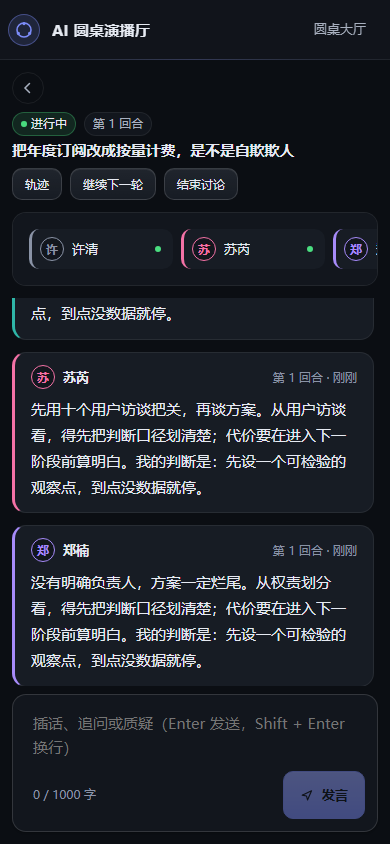 AI 圆桌演播厅
圆桌大厅
进行中
第 1 回合
把年度订阅改成按量计费，是不是自欺欺人
轨迹
继续下一轮
结束讨论
许
许清
苏
苏芮
郑
点，到点没数据就停。
苏
苏芮
第 1 回合 · 刚刚
先用十个用户访谈把关，再谈方案。从用户访谈
看，得先把判断口径划清楚；代价要在进入下一
阶段前算明白。我的判断是：先设一个可检验的
观察点，到点没数据就停。
郑
郑楠
第 1 回合 · 刚刚
没有明确负责人，方案一定烂尾。从权责划分
看，得先把判断口径划清楚；代价要在进入下一
阶段前算明白。我的判断是：先设一个可检验的
观察点，到点没数据就停。
插话、追问或质疑（Enter 发送，Shift + Enter
换行）
0 / 1000 字
发言